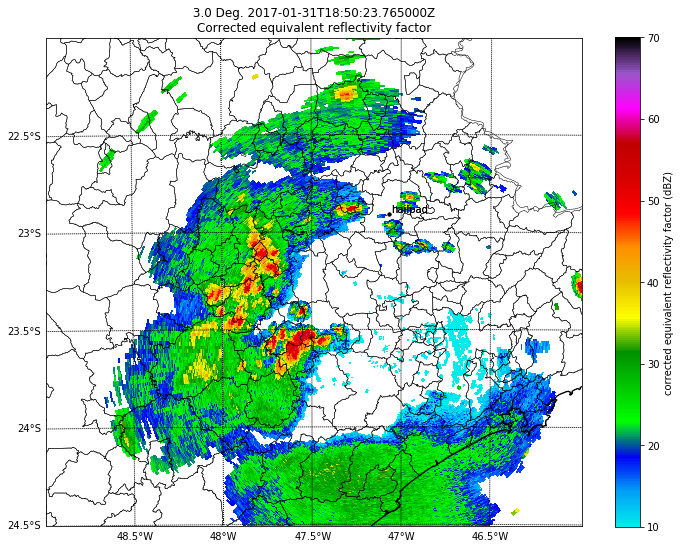 3.0 Deg. 2017-01-31T18:50:23.765000Z
Corrected equivalent reflectivity factor
22.5°S
23°S
23.5°S
24°S
24.5°S
48.5°W
48°W
47.5°W
47°W
46.5°W
70
60
50
40
30
20
10
corrected equivalent reflectivity factor (dBZ)